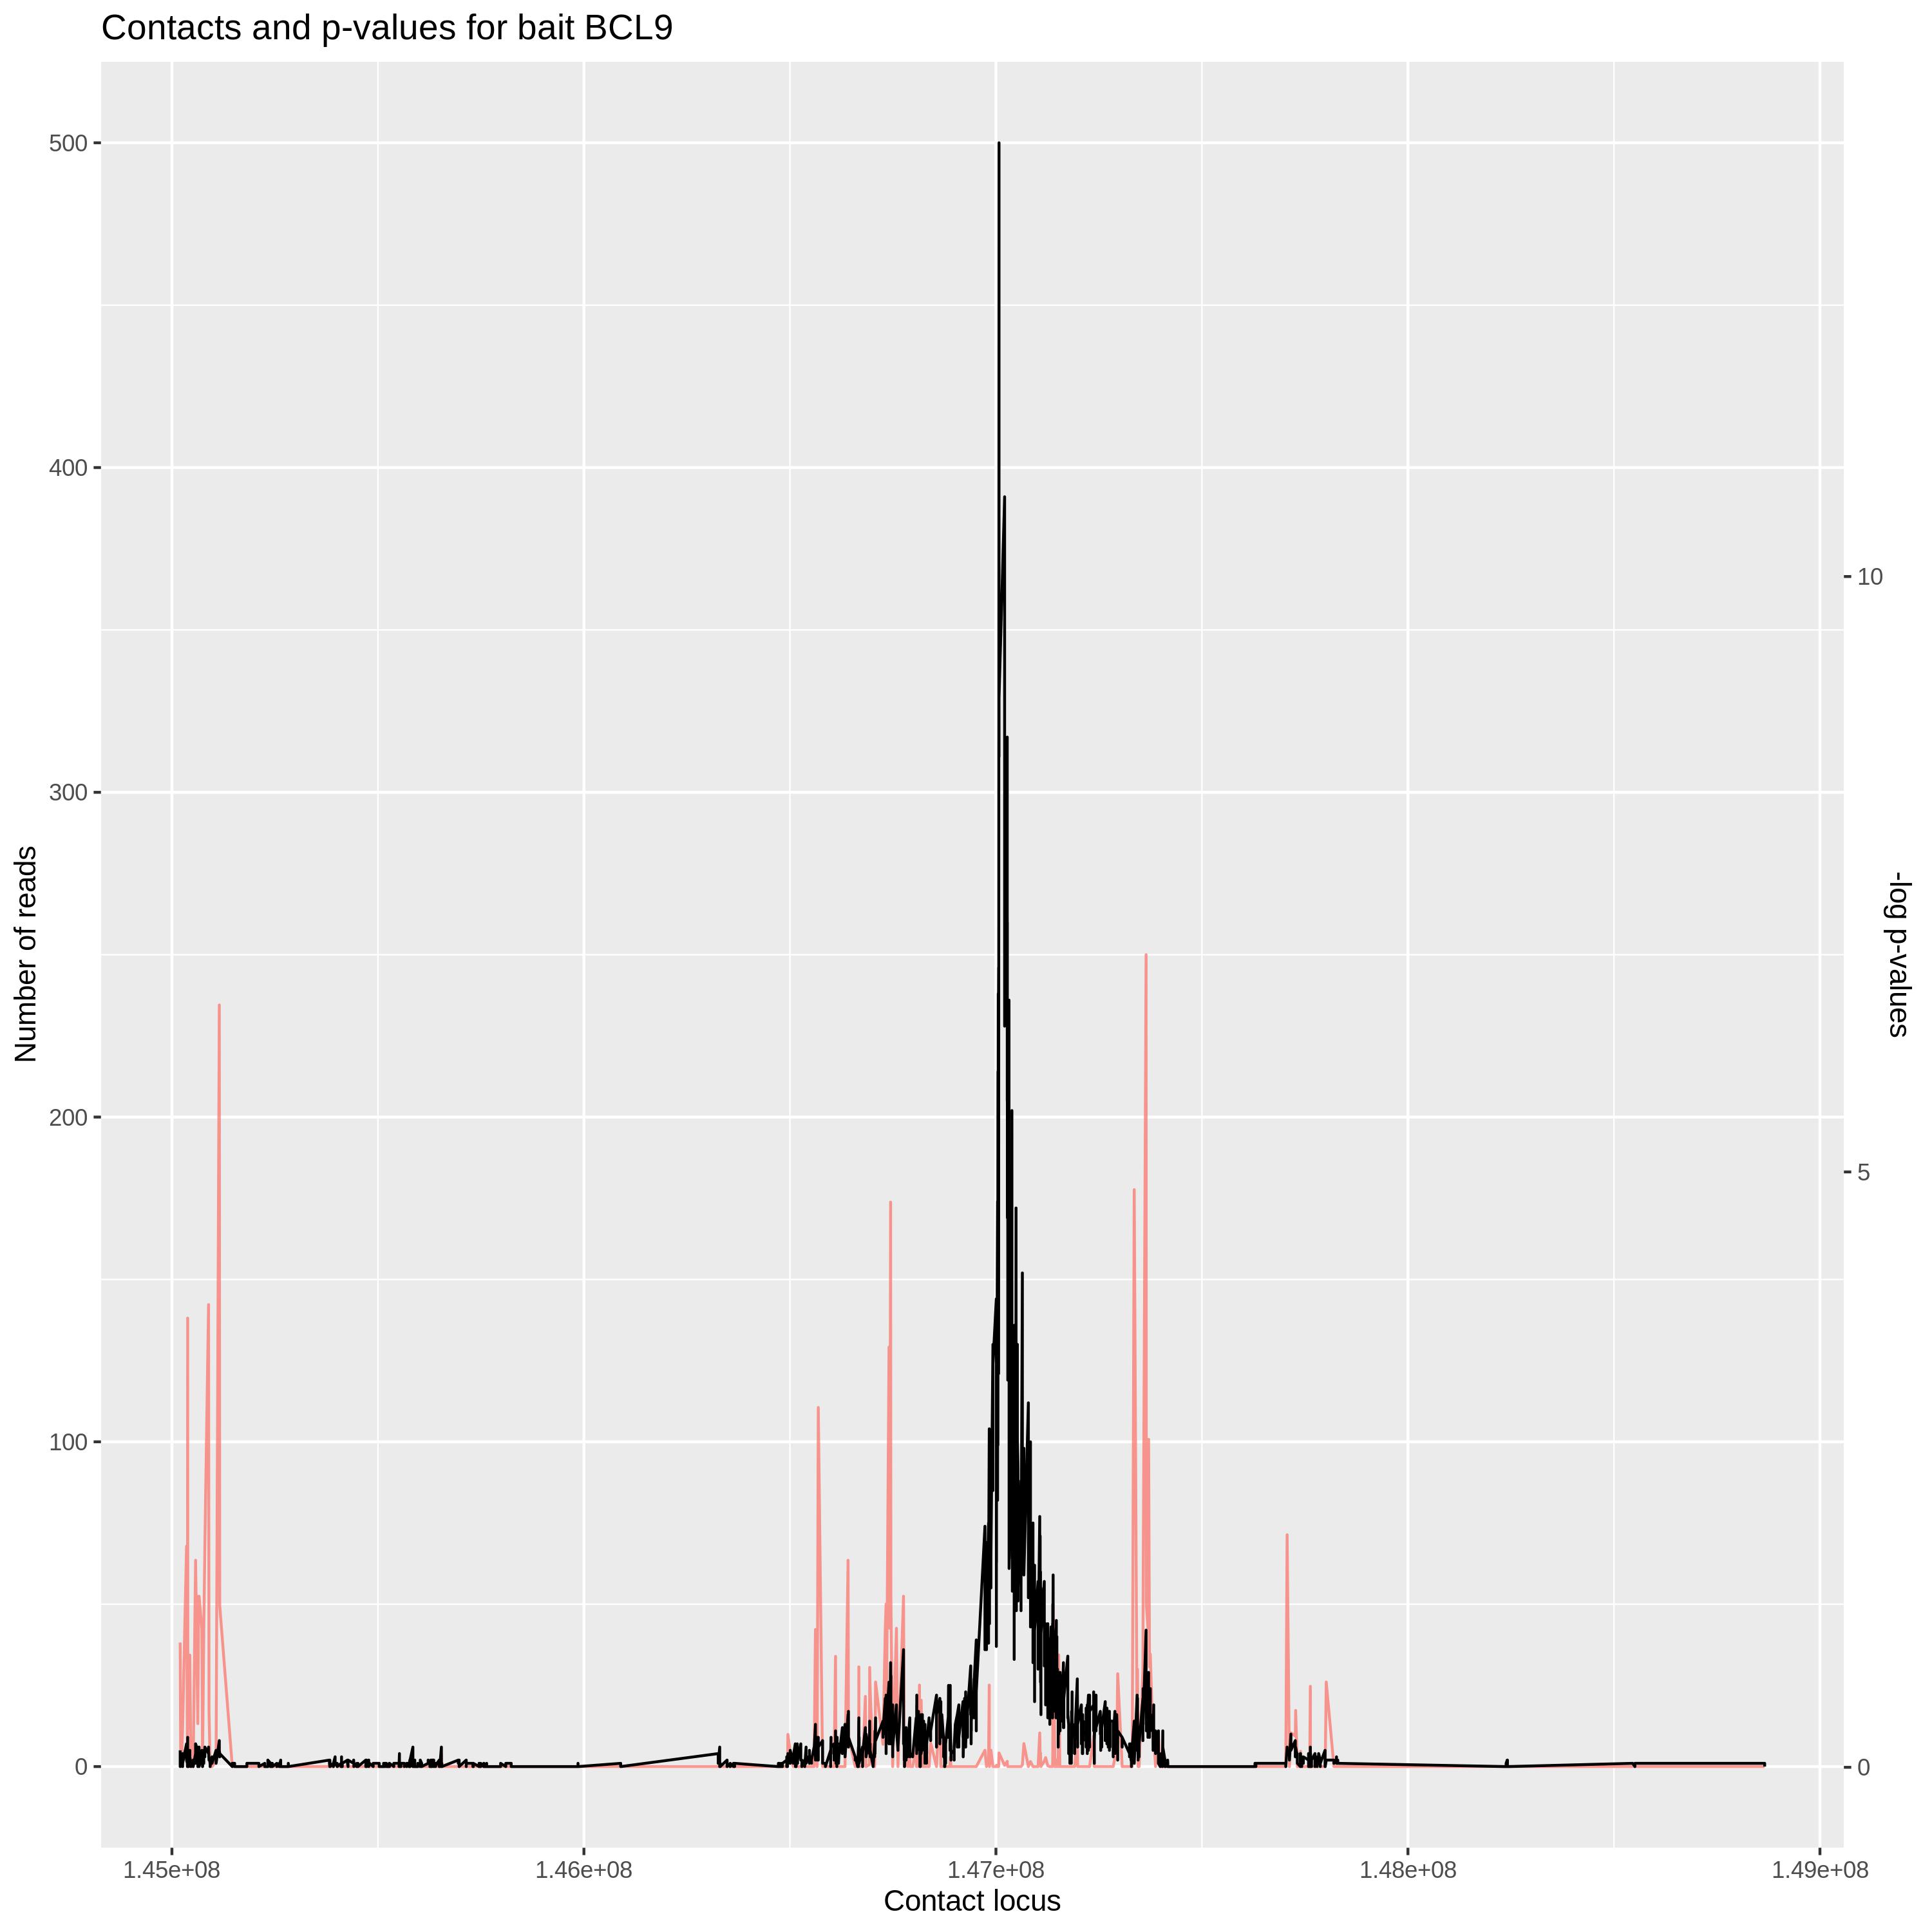 Contacts and p-values for bait BCL9
500
400
300
200
100
0
Number of reads
10
5
0
-log p-values
1.45e+08
1.46e+08
1.47e+08
1.48e+08
1.49e+08
Contact locus